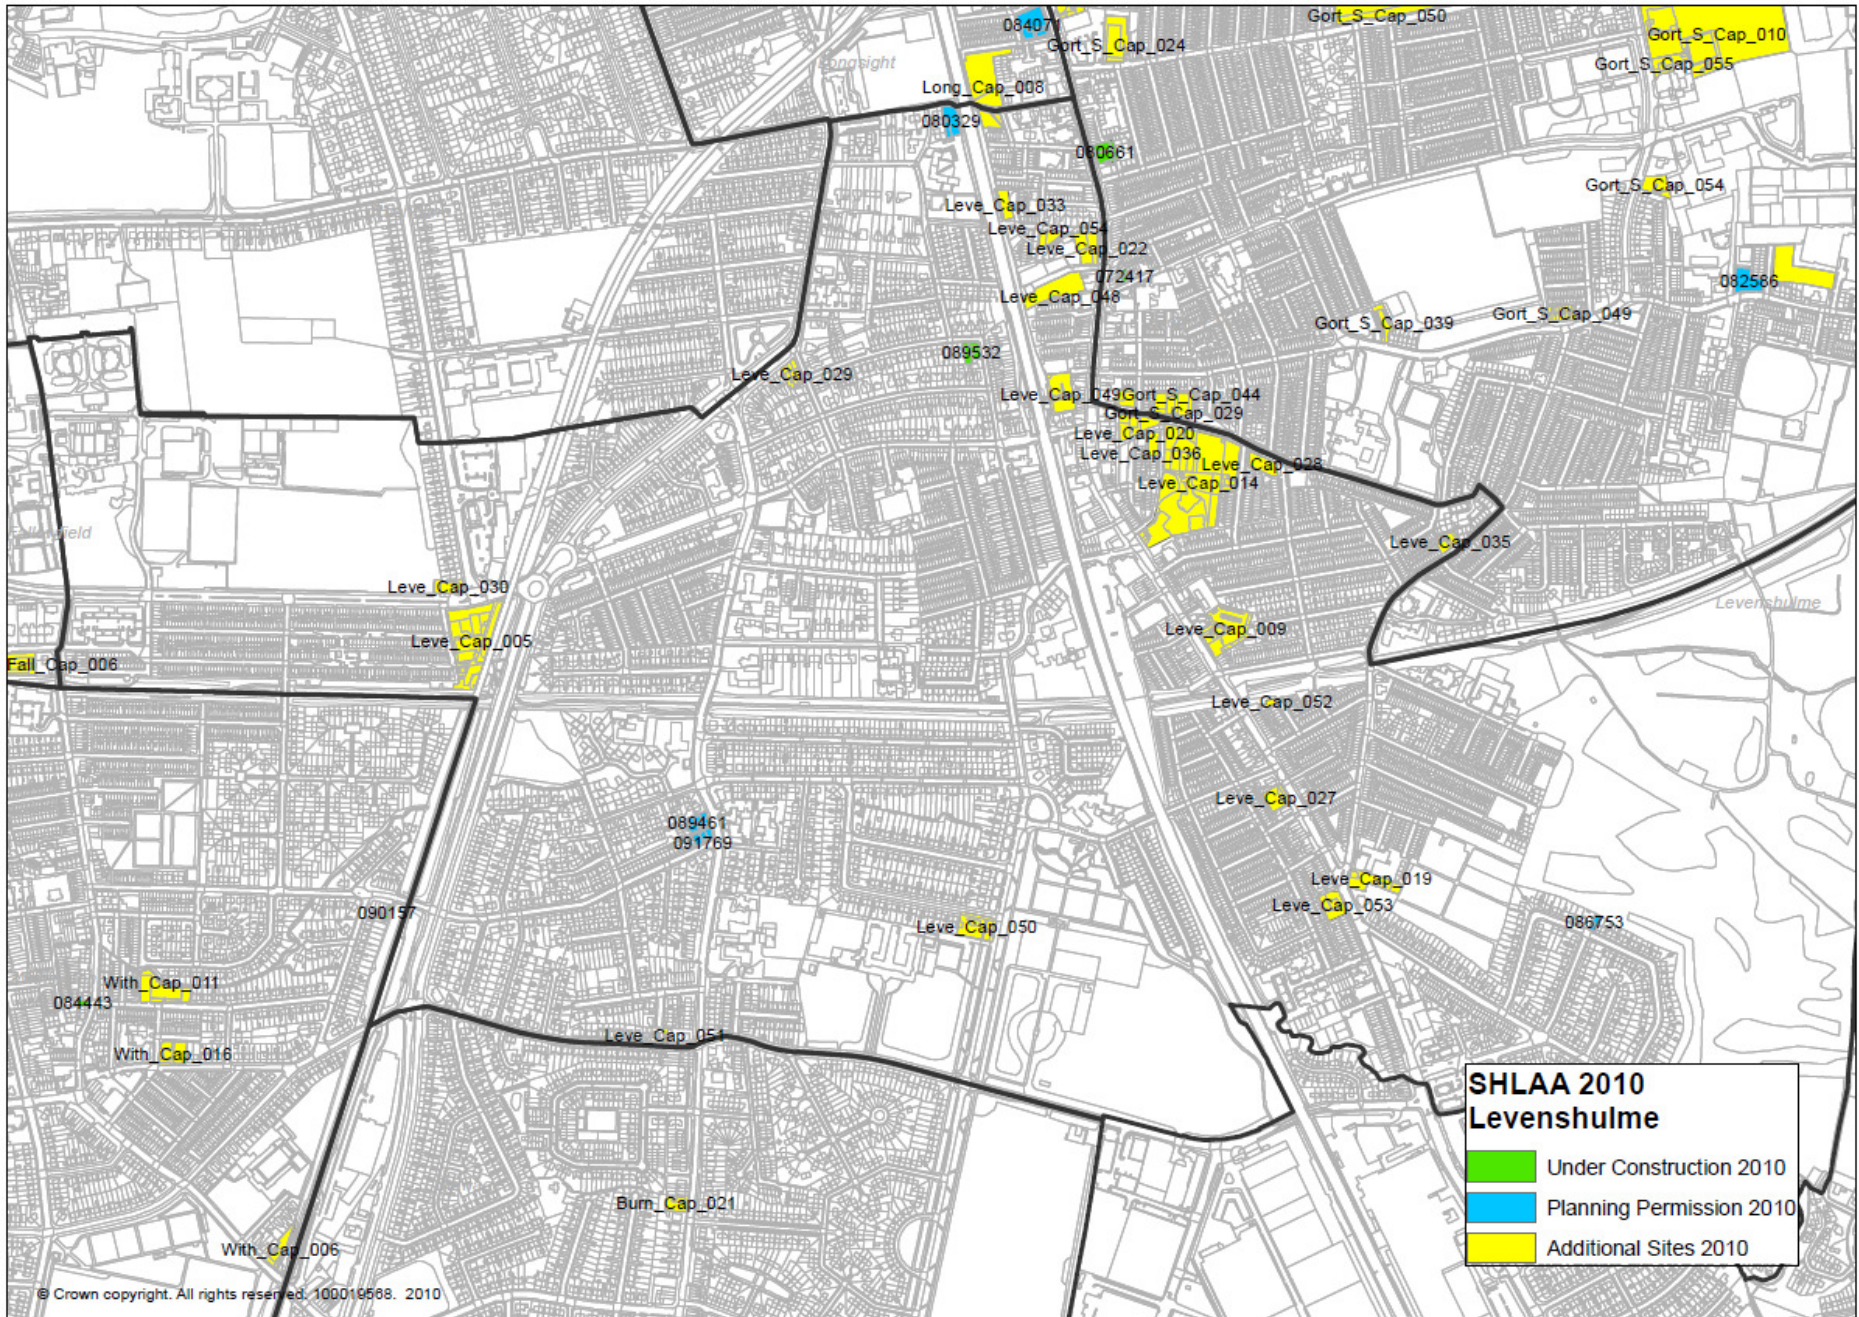 Gort_S_Cap_050
084071
Gort_S_Cap_024
Gort_S_Cap_010
Longsight
Gort_S_Cap_055
Long_Cap_008
080329
080661
Gort_S_Cap_054
Leve_Cap_033
Leve_Cap_054
Leve_Cap_022
072417
082586
Leve_Cap_048
Gort_S_Cap_049
Gort_S_Cap_039
089532
Leve_Cap_029
Leve_Cap_049
Gort_S_Cap_044
Gort_S_Cap_029
Leve_Cap_020
Leve_Cap_036
Leve_Cap_028
Leve_Cap_014
Fallowfield
Leve_Cap_035
Leve_Cap_030
Levenshulme
Leve_Cap_009
Leve_Cap_005
Fall_Cap_006
Leve_Cap_052
Leve_Cap_027
089461
091769
Leve_Cap_019
Leve_Cap_053
090157
086753
Leve_Cap_050
With_Cap_011
084443
Leve_Cap_051
With_Cap_016
SHLAA 2010
Levenshulme
Under Construction 2010
Planning Permission 2010
Additional Sites 2010
Burn_Cap_021
With_Cap_006
© Crown copyright. All rights reserved. 100019568. 2010